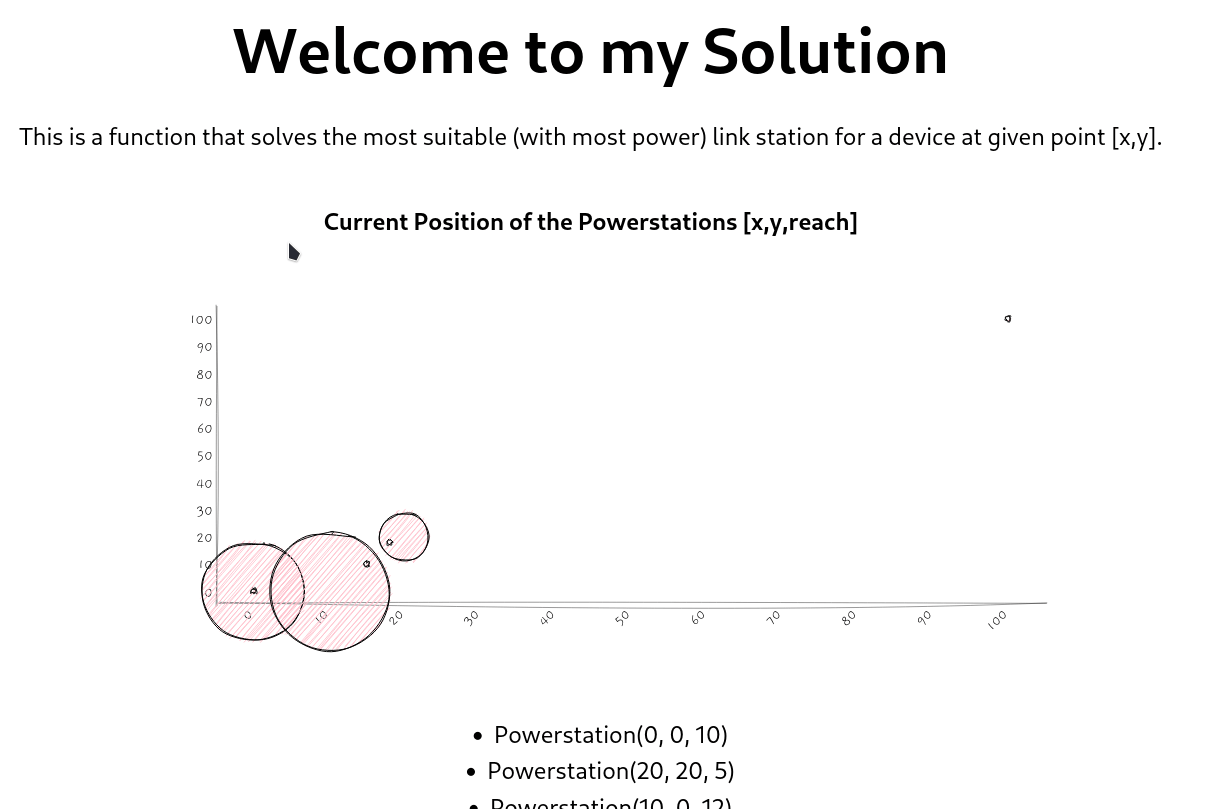 Welcome to my Solution
This is a function that solves the most suitable (with most power) link station for a device at given point [x,y].
Current Position of the Powerstations [x,y,reach]
100
90
80
70
60
50
40
30
20
10
0
0 10 20 30 40 50 60 70 80 90 100
• Powerstation(0, 0, 10)
• Powerstation(20, 20, 5)
• Powerstation(10, 0, 12)